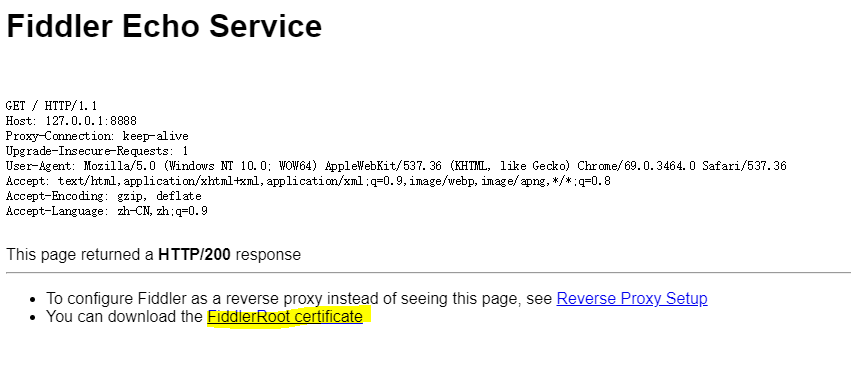 Fiddler Echo Service
GET / HTTP/1.1
Host: 127.0.0.1:8888
Proxy-Connection: keep-alive
Upgrade-Insecure-Requests: 1
User-Agent: Mozilla/5.0 (Windows NT 10.0; WOW64) AppleWebKit/537.36 (KHTML, like Gecko) Chrome/69.0.3464.0 Safari/537.36
Accept: text/html,application/xhtml+xml,application/xml;q=0.9,image/webp,image/apng,*/*;q=0.8
Accept-Encoding: gzip, deflate
Accept-Language: zh-CN,zh;q=0.9
This page returned a HTTP/200 response
• To configure Fiddler as a reverse proxy instead of seeing this page, see Reverse Proxy Setup
• You can download the FiddlerRoot certificate